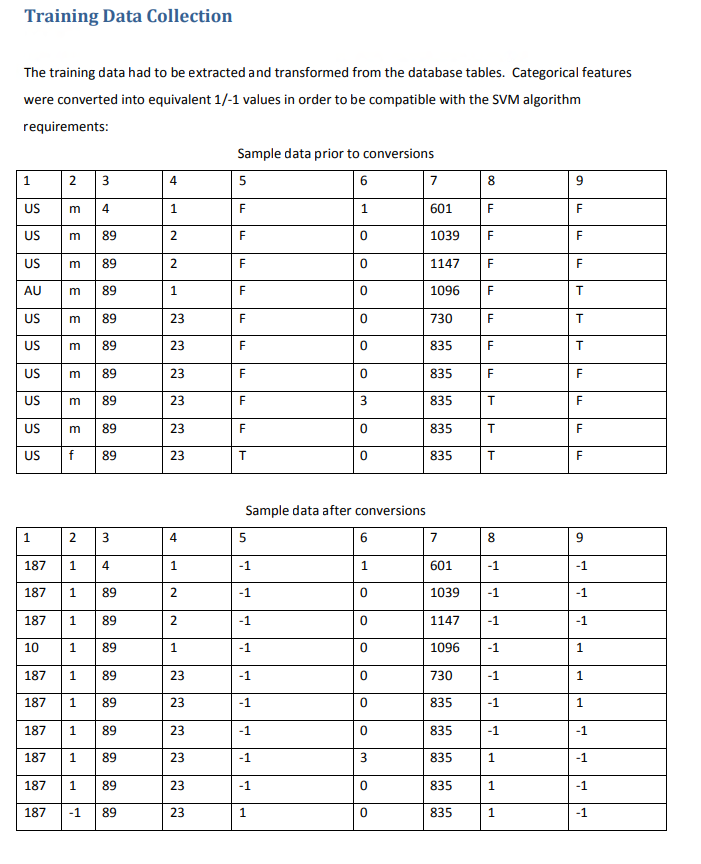 Training Data Collection
The training data had to be extracted and transformed from the database tables. Categorical features
were converted into equivalent 1/-1 values in order to be compatible with the SVM algorithm
requirements:
Sample data prior to conversions
1 2 3 4 5 6 7 8 9
US m 4 1 F 1 601 F F
US m 89 2 F 0 1039 F F
US m 89 2 F 0 1147 F F
AU m 89 1 F 0 1096 F T
US m 89 23 F 0 730 F T
US m 89 23 F 0 835 F T
US m 89 23 F 0 835 F F
US m 89 23 F 3 835 T F
US m 89 23 F 0 835 T F
US f 89 23 T 0 835 T F
Sample data after conversions
1 2 3 4 5 6 7 8 9
187 1 4 1 -1 1 601 -1 -1
187 1 89 2 -1 0 1039 -1 -1
187 1 89 2 -1 0 1147 -1 -1
10 1 89 1 -1 0 1096 -1 1
187 1 89 23 -1 0 730 -1 1
187 1 89 23 -1 0 835 -1 1
187 1 89 23 -1 0 835 -1 -1
187 1 89 23 -1 3 835 1 -1
187 1 89 23 -1 0 835 1 -1
187 -1 89 23 1 0 835 1 -1